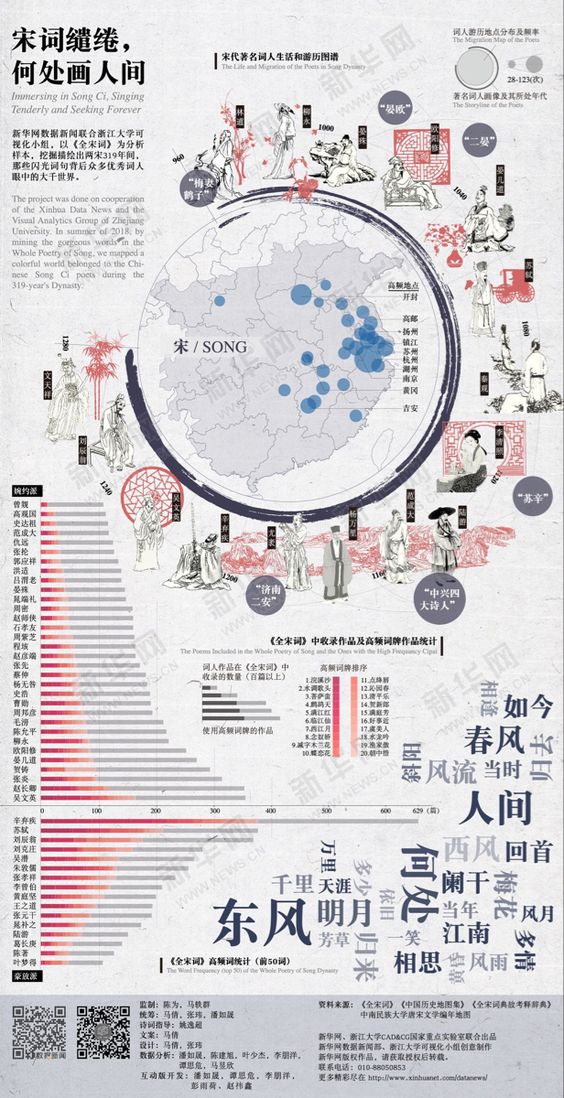 宋词缱绻，
何处画人间
Immersing in Song Ci, Singing
Tenderly and Seeking Forever
新华网数据新闻联合浙江大学可
视化小组，以《全宋词》为分析
样本，挖掘描绘出两宋319年间，
那些闪光词句背后众多优秀词人
眼中的大千世界。
The project was done on cooperation
of the Xinhua Data News and the
Visual Analytics Group of Zhejiang
University. In summer of 2018, by
mining the gorgeous words in the
Whole Poetry of Song, we mapped a
colorful world belonged to the Chi-
nese Song Ci poets during the
319-year's Dynasty.
宋代著名词人生活和游历图谱
The Life and Migration of the Poets in Song Dynasty
词人游历地点分布及频率
The Migration Map of the Poets
28-123(次)
著名词人画像及其所处年代
The Storyline of the Poets
960
林逋
"梅妻
鹤子"
柳永
1000
晏殊
"晏欧"
欧阳修
"二晏"
1040
晏几道
苏轼
1080
秦观
李清照
1120
"苏辛"
陆游
"中兴四
大诗人"
范成大
1160
杨万里
尤袤
"济南
二安"
1200
辛弃疾
吴文英
1240
刘辰翁
文天祥
1280
宋 / SONG
高频地点
开封
高邮
扬州
镇江
苏州
杭州
湖州
南京
黄冈
吉安
婉约派
曾觌
高观国
史达祖
范成大
仇远
张抡
郭应祥
洪适
吕渭老
晏殊
晁端礼
周密
赵师侠
石孝友
周紫芝
程垓
赵彦端
张先
蔡伸
杨无咎
史浩
曹勋
周邦彦
毛滂
陈允平
柳永
欧阳修
晏几道
贺铸
张炎
赵长卿
吴文英
0 100 200 300 400 500 600 629 (篇)
辛弃疾
苏轼
刘辰翁
刘克庄
吴潜
朱敦儒
张孝祥
李曾伯
黄庭坚
王之道
张元干
晁补之
陆游
葛长庚
陈著
叶梦得
豪放派
《全宋词》中收录作品及高频词牌作品统计
The Poems Included in the Whole Poetry of Song and the Ones with the High Frequency Cipai
词人作品在《全宋词》中
收录的数量（百篇以上）
使用高频词牌的作品
高频词牌排序
1.浣溪沙
2.水调歌头
3.菩萨蛮
4.鹧鸪天
5.满江红
6.临江仙
7.西江月
8.念奴娇
9.减字木兰花
10.蝶恋花
11.点绛唇
12.沁园春
13.清平乐
14.贺新郎
15.满庭芳
16.好事近
17.虞美人
18.水龙吟
19.渔家傲
20.朝中措
相逢
如今
春风
归去
时节
风流
当时
人间
西风
回首
万里
多少
何处
阑干
梅花
千里
天涯
依旧
当年
风月
东风
明月
芳草
归来
一笑
江南
多情
相思
风雨
《全宋词》高频词统计（前50词）
The Word Frequency (top 50) of the Whole Poetry of Song Dynasty
数据新闻
监制：陈为、马轶群
统筹：马倩、张玮、潘如晟
诗词指导：姚逸超
文案：马倩
设计：马倩、张玮
数据分析：潘如晟，陈建旭，叶少杰，李朋洋，
谭思危，马昱欣
互动版开发：潘如晟，谭思危，李朋洋，
彭雨荷、赵祎鑫
资料来源：《全宋词》《中国历史地图集》《全宋词典故考释辞典》
中南民族大学唐宋文学编年地图
新华网、浙江大学CAD&CG国家重点实验室联合出品
新华网数据新闻部、浙江大学可视化小组创意制作
新华网版权作品，请获取授权后转载。
联系电话：010-88050853
更多精彩尽在 http://www.xinhuanet.com/datanews/
新华网
WWW.NEWS.CN